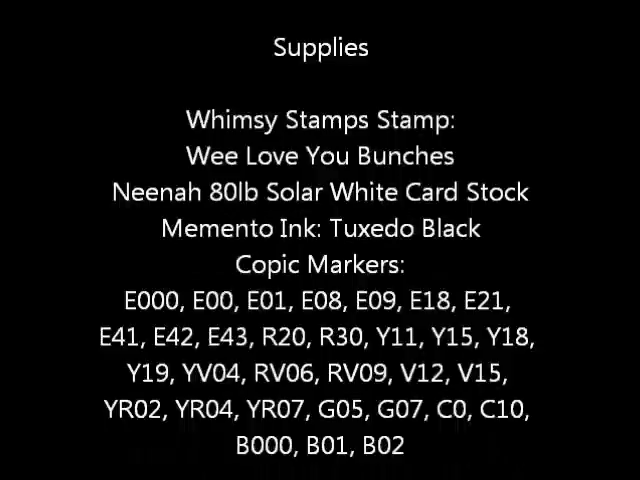 Supplies
Whimsy Stamps Stamp:
Wee Love You Bunches
Neenah 80lb Solar White Card Stock
Memento Ink: Tuxedo Black
Copic Markers:
E000, E00, E01, E08, E09, E18, E21,
E41, E42, E43, R20, R30, Y11, Y15, Y18,
Y19, YV04, RV06, RV09, V12, V15,
YR02, YR04, YR07, G05, G07, C0, C10,
B000, B01, B02